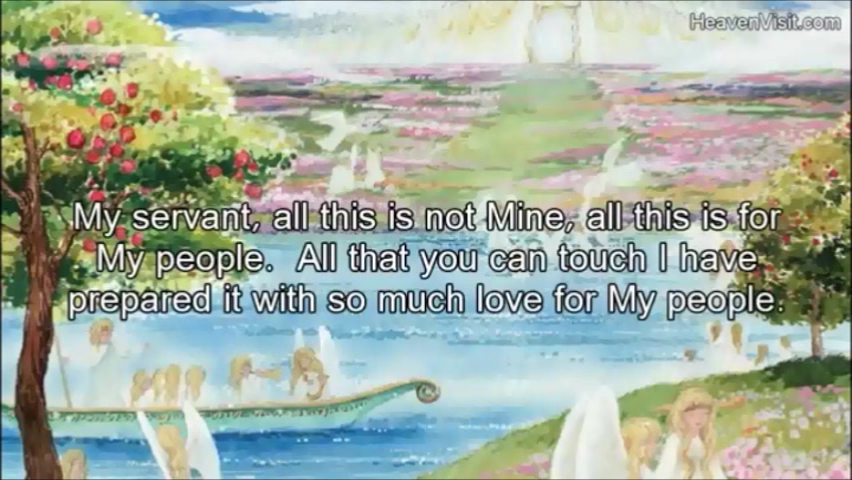 HeavenVisit.com
My servant, all this is not Mine, all this is for
My people.  All that you can touch I have
prepared it with so much love for My people.